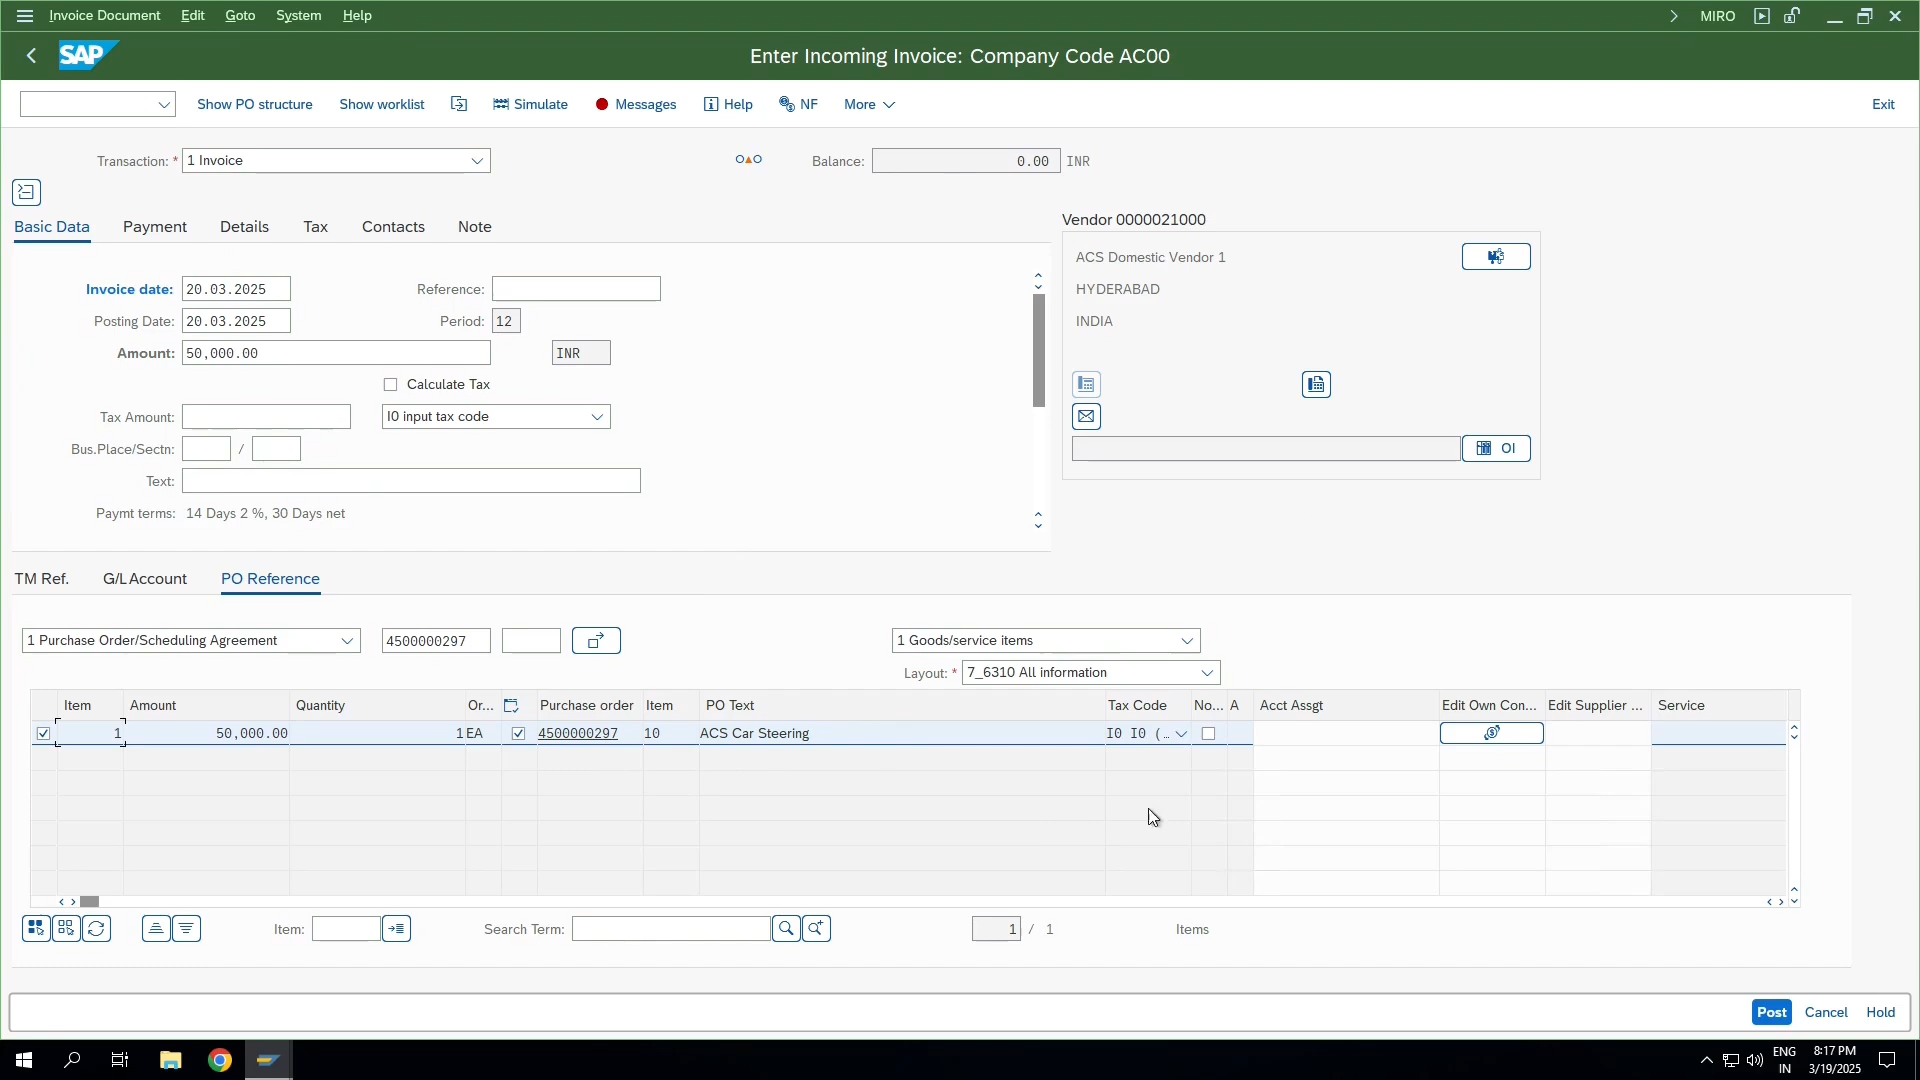 Invoice Document Edit Goto System Help MIRO
SAP Enter Incoming Invoice: Company Code AC00
Show PO structure Show worklist Simulate Messages Help NF More Exit
Transaction: * 1 Invoice Balance: 0.00 INR
Basic Data Payment Details Tax Contacts Note
Vendor 0000021000
ACS Domestic Vendor 1
HYDERABAD
INDIA
OI
Invoice date: 20.03.2025 Reference:
Posting Date: 20.03.2025 Period: 12
Amount: 50,000.00 INR
Calculate Tax
Tax Amount: I0 input tax code
Bus.Place/Sectn: /
Text:
Paymt terms: 14 Days 2 %, 30 Days net
TM Ref. G/L Account PO Reference
1 Purchase Order/Scheduling Agreement 4500000297 1 Goods/service items
Layout: * 7_6310 All information
Item Amount Quantity Or... Purchase order Item PO Text Tax Code No... A Acct Assgt Edit Own Con... Edit Supplier ... Service
1 50,000.00 1 EA 4500000297 10 ACS Car Steering I0 I0 (...
Item: Search Term: 1 / 1 Items
Post Cancel Hold
ENG
IN
8:17 PM
3/19/2025